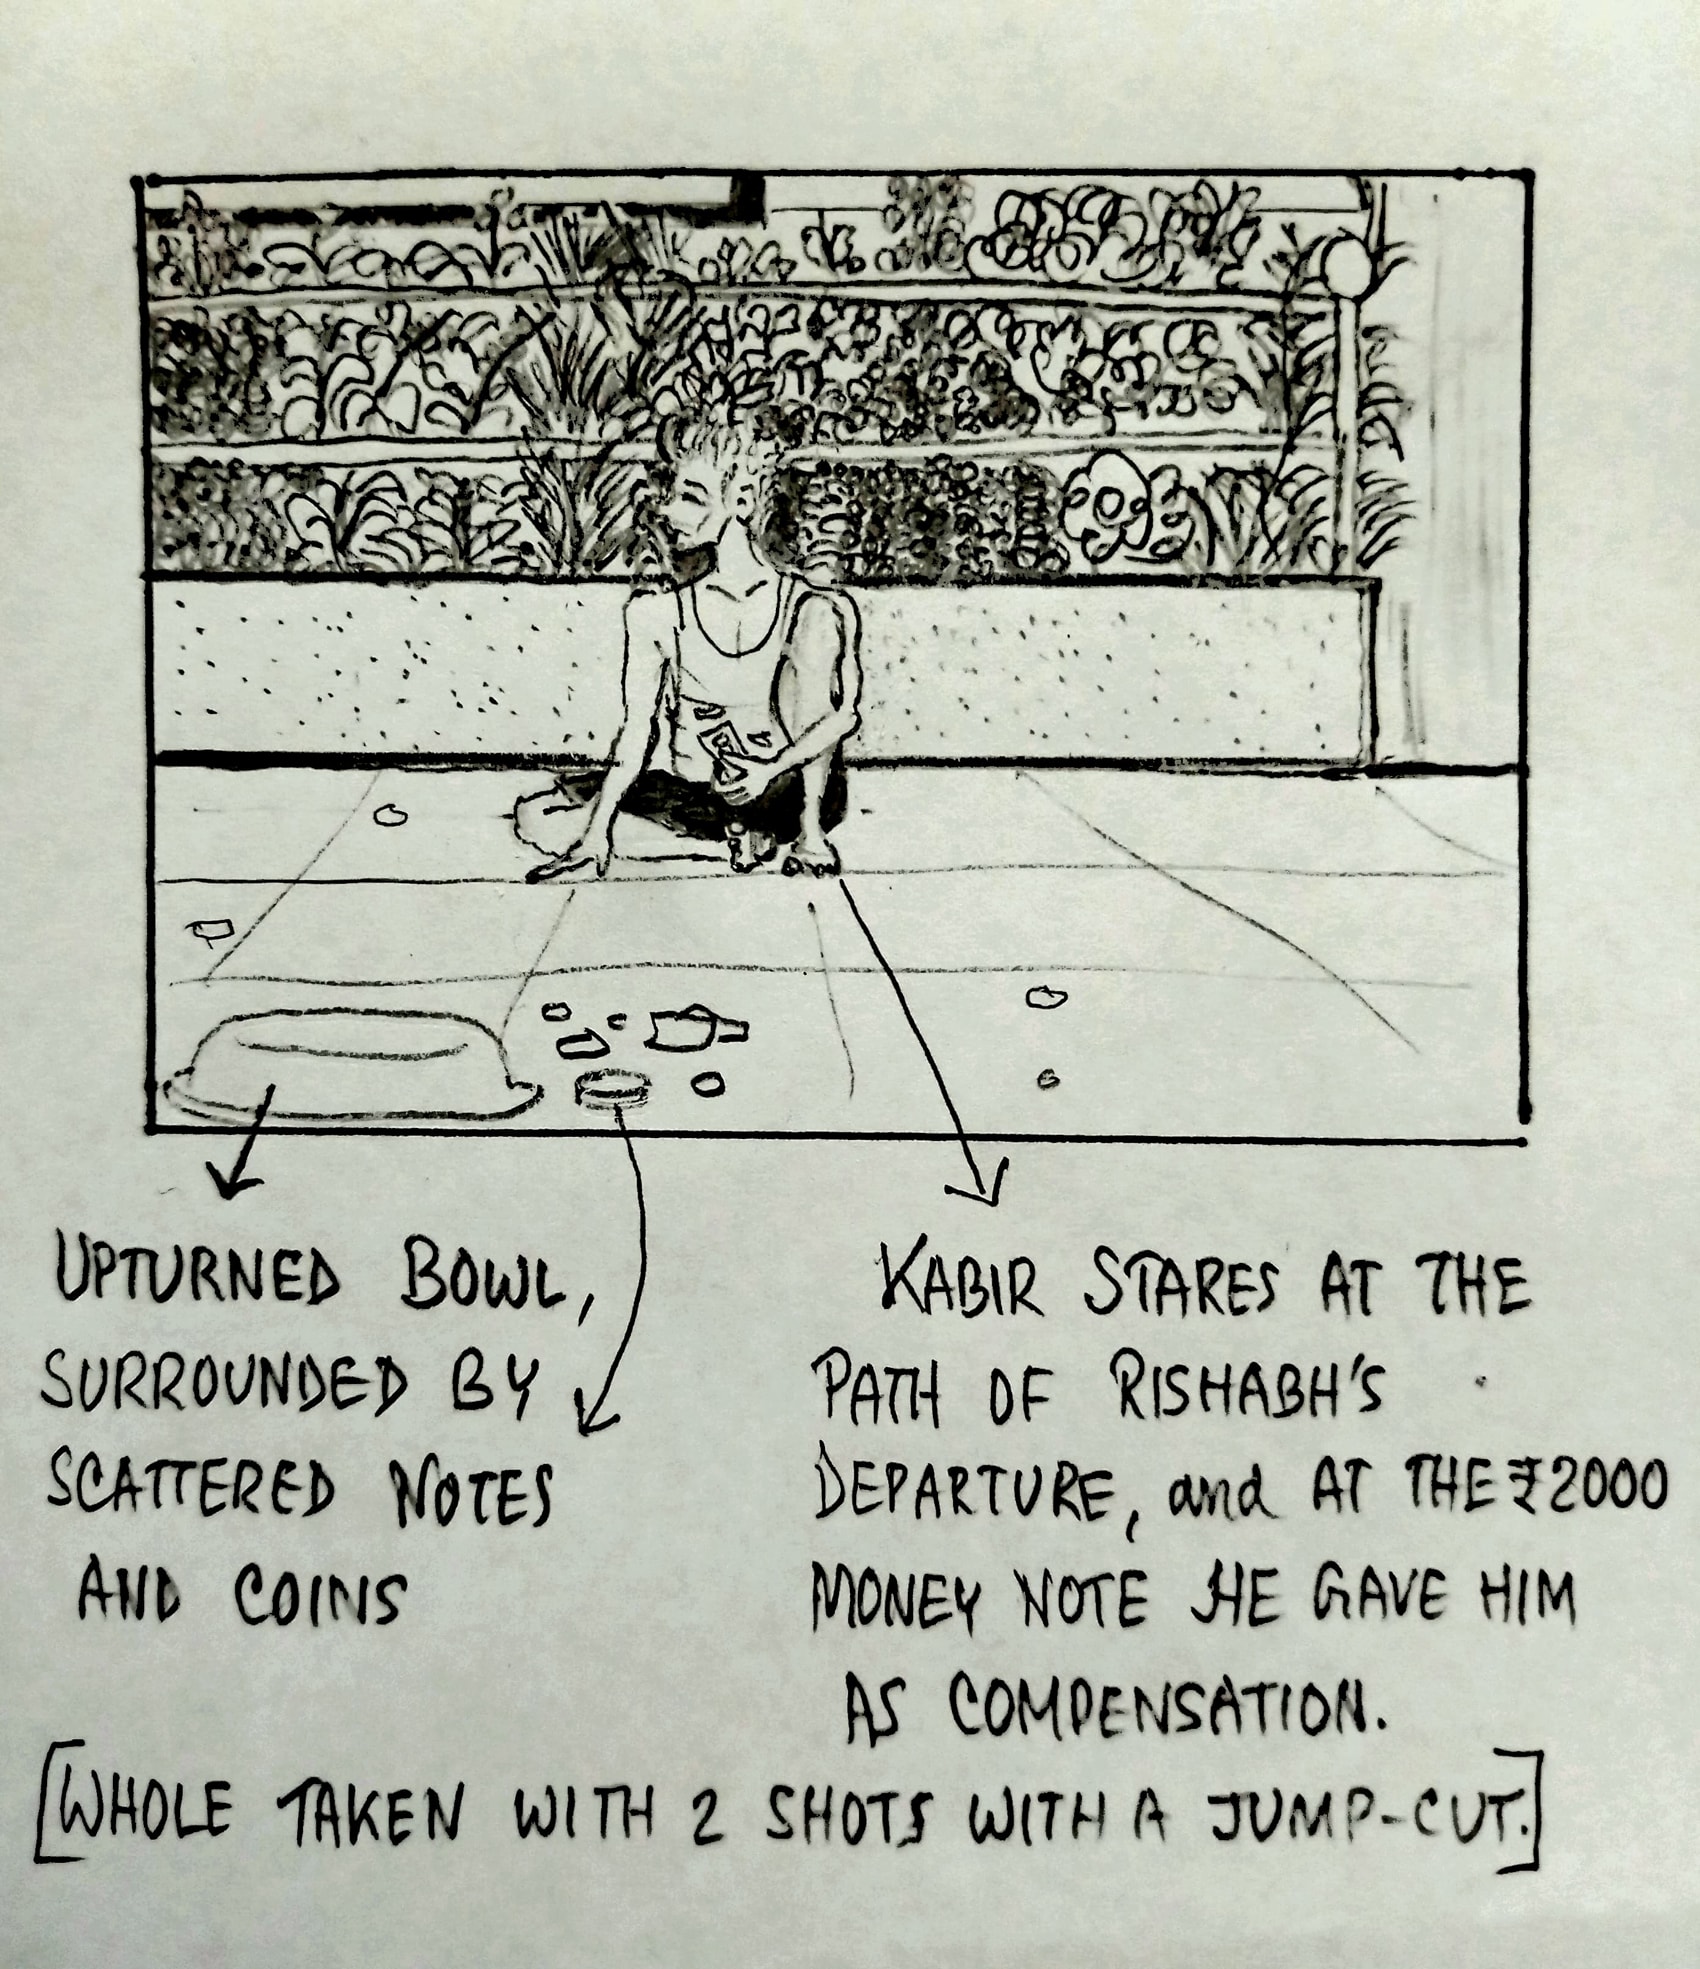 UPTURNED BOWL,
SURROUNDED BY
SCATTERED NOTES
AND COINS
KABIR STARES AT THE
PATH OF RISHABH'S
DEPARTURE, and AT THE ₹2000
MONEY NOTE HE GAVE HIM
AS COMPENSATION.
[WHOLE TAKEN WITH 2 SHOTS WITH A JUMP-CUT.]